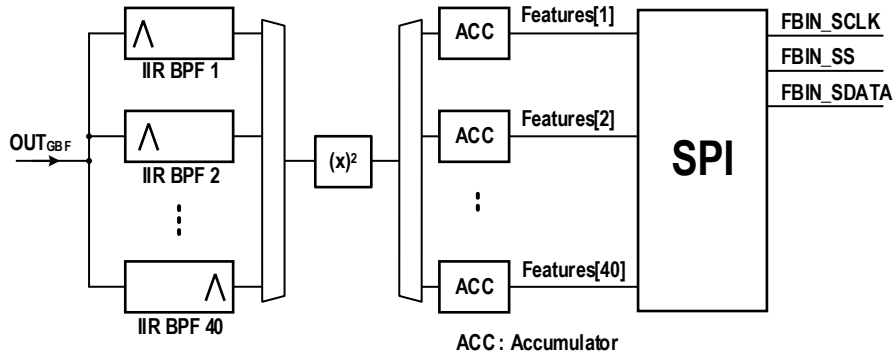 OUTGBF
IIR BPF 1
IIR BPF 2
IIR BPF 40
(x)²
ACC
Features[1]
ACC
Features[2]
ACC
Features[40]
SPI
FBIN_SCLK
FBIN_SS
FBIN_SDATA
ACC : Accumulator